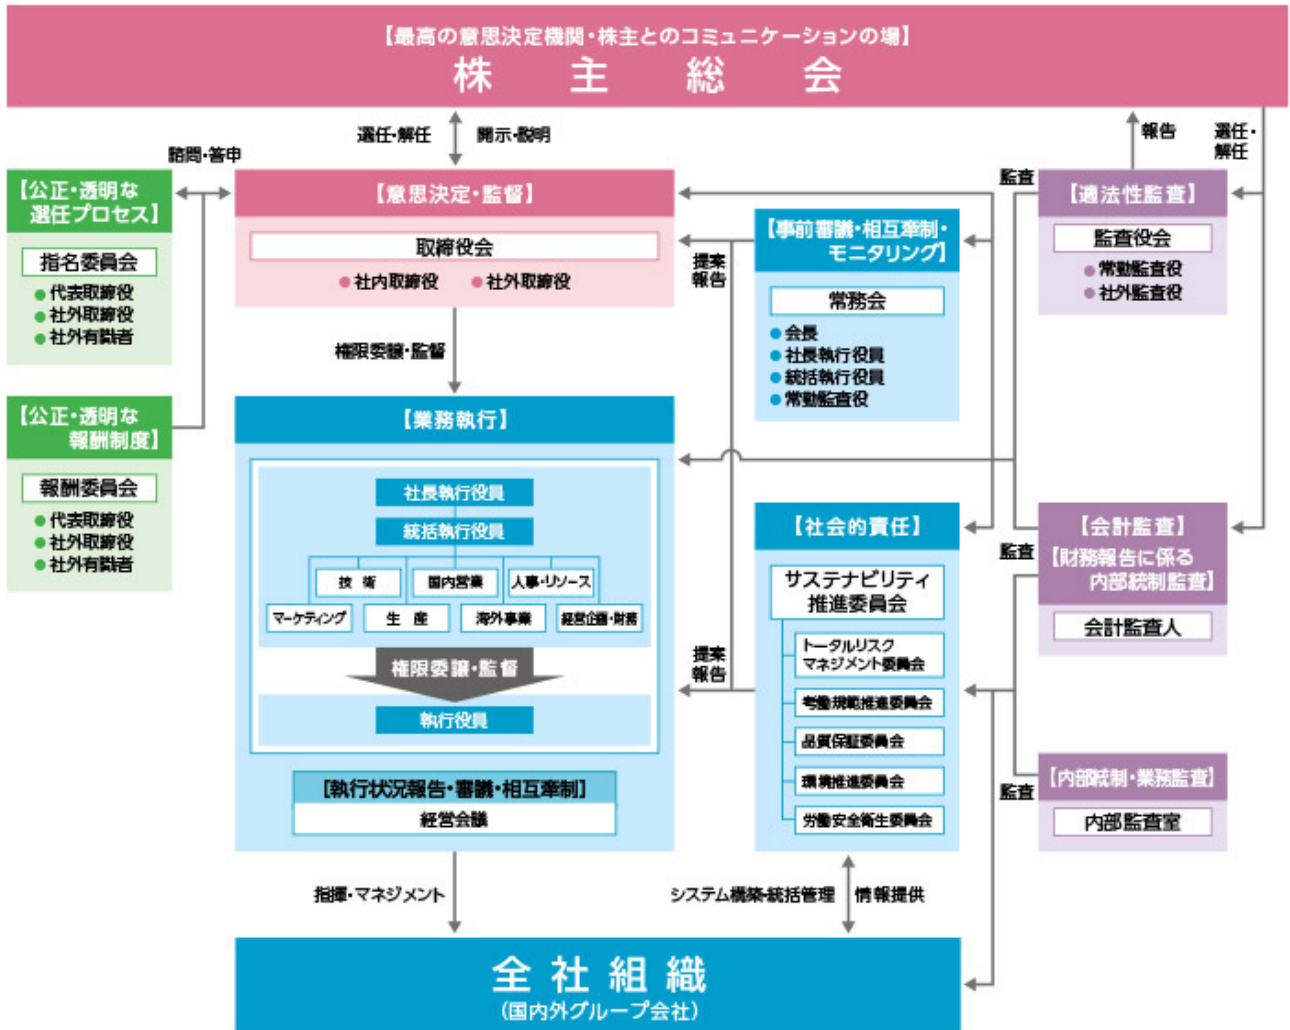 【最高の意思決定機関・株主とのコミュニケーションの場】
株主総会
選任・解任
開示・説明
報告
選任・
解任
諮問・答申
【公正・透明な
選任プロセス】
指名委員会
●代表取締役
●社外取締役
●社外有識者
【意思決定・監督】
取締役会
●社内取締役 ●社外取締役
提案
報告
【事前審議・相互牽制・
モニタリング】
常務会
●会長
●社長執行役員
●統括執行役員
●常勤監査役
監査
【適法性監査】
監査役会
●常勤監査役
●社外監査役
権限委譲・監督
【公正・透明な
報酬制度】
報酬委員会
●代表取締役
●社外取締役
●社外有識者
【業務執行】
社長執行役員
統括執行役員
技術
国内営業
人事・リソース
マーケティング
生産
海外事業
経営企画・財務
権限委譲・監督
執行役員
【執行状況報告・審議・相互牽制】
経営会議
提案
報告
【社会的責任】
サステナビリティ
推進委員会
トータルリスク
マネジメント委員会
考働規範推進委員会
品質保証委員会
環境推進委員会
労働安全衛生委員会
監査
【会計監査】
【財務報告に係る
内部統制監査】
会計監査人
監査
【内部統制・業務監査】
内部監査室
指揮・マネジメント
システム構築・統括管理
情報提供
全社組織
(国内外グループ会社)